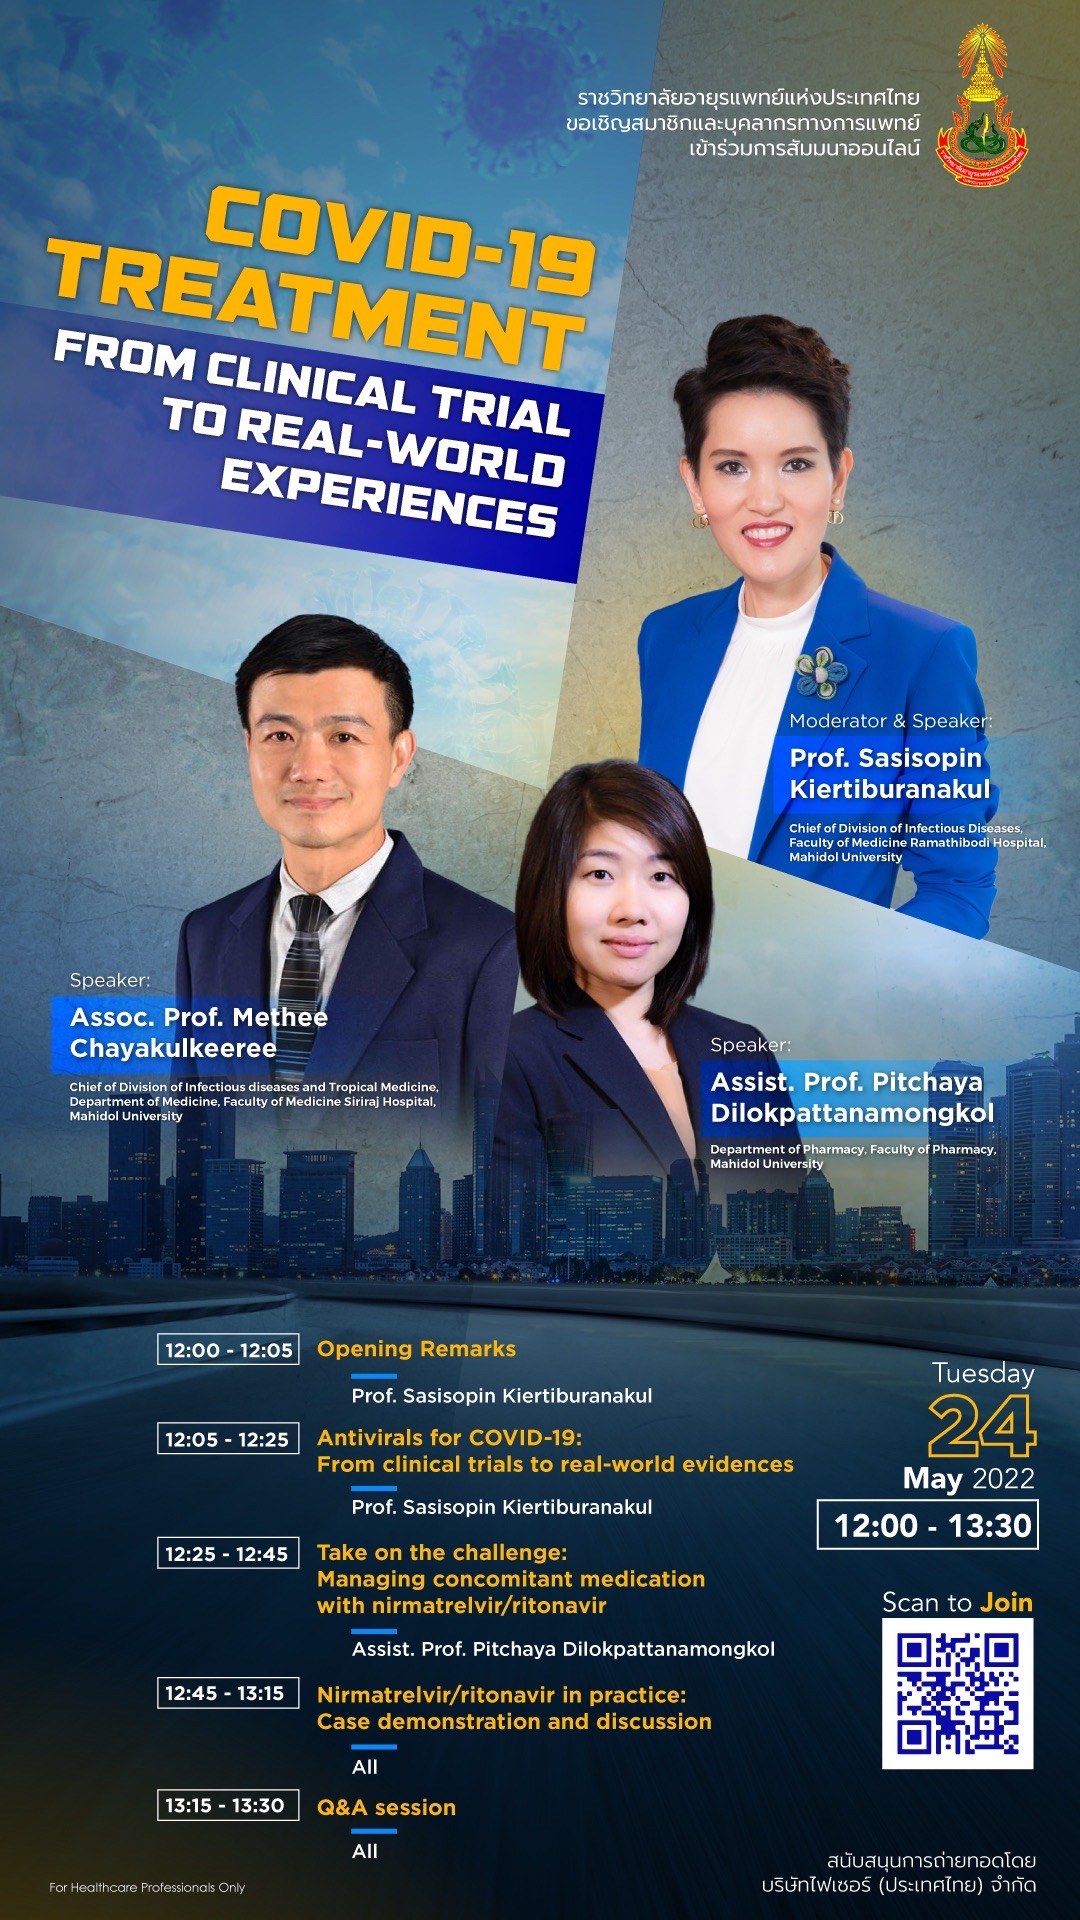 ราชวิทยาลัยอายุรแพทย์แห่งประเทศไทย
ขอเชิญสมาชิกและบุคลากรทางการแพทย์
เข้าร่วมการสัมมนาออนไลน์
COVID-19
TREATMENT
FROM CLINICAL TRIAL
TO REAL-WORLD
EXPERIENCES
Moderator & Speaker:
Prof. Sasisopin
Kiertiburanakul
Chief of Division of Infectious Diseases,
Faculty of Medicine Ramathibodi Hospital,
Mahidol University
Speaker:
Assoc. Prof. Methee
Chayakulkeeree
Chief of Division of Infectious diseases and Tropical Medicine,
Department of Medicine, Faculty of Medicine Siriraj Hospital,
Mahidol University
Speaker:
Assist. Prof. Pitchaya
Dilokpattanamongkol
Department of Pharmacy, Faculty of Pharmacy,
Mahidol University
12:00 - 12:05 Opening Remarks
Prof. Sasisopin Kiertiburanakul
12:05 - 12:25 Antivirals for COVID-19:
From clinical trials to real-world evidences
Prof. Sasisopin Kiertiburanakul
12:25 - 12:45 Take on the challenge:
Managing concomitant medication
with nirmatrelvir/ritonavir
Assist. Prof. Pitchaya Dilokpattanamongkol
12:45 - 13:15 Nirmatrelvir/ritonavir in practice:
Case demonstration and discussion
All
13:15 - 13:30 Q&A session
All
Tuesday
24
May 2022
12:00 - 13:30
Scan to Join
สนับสนุนการถ่ายทอดโดย
บริษัทไฟเซอร์ (ประเทศไทย) จำกัด
For Healthcare Professionals Only